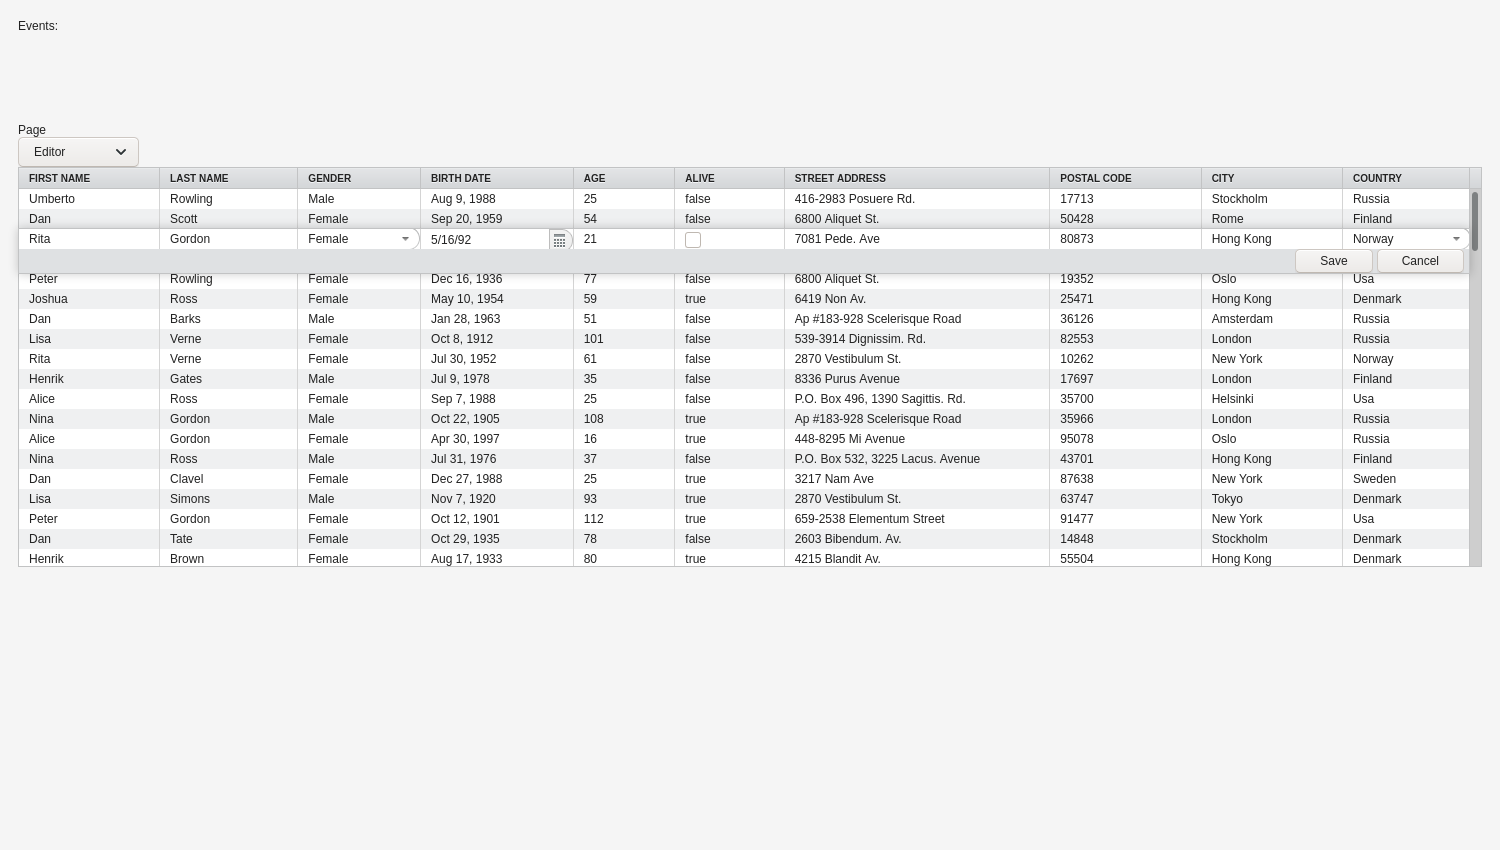 Events:
Page
Editor
FIRST NAME LAST NAME GENDER BIRTH DATE AGE ALIVE STREET ADDRESS POSTAL CODE CITY COUNTRY
Umberto Rowling Male Aug 9, 1988 25 false 416-2983 Posuere Rd. 17713 Stockholm Russia
Dan Scott Female Sep 20, 1959 54 false 6800 Aliquet St. 50428 Rome Finland
Rita Gordon Female 5/16/92 21 7081 Pede. Ave 80873 Hong Kong Norway
Save Cancel
Peter Rowling Female Dec 16, 1936 77 false 6800 Aliquet St. 19352 Oslo Usa
Joshua Ross Female May 10, 1954 59 true 6419 Non Av. 25471 Hong Kong Denmark
Dan Barks Male Jan 28, 1963 51 false Ap #183-928 Scelerisque Road 36126 Amsterdam Russia
Lisa Verne Female Oct 8, 1912 101 false 539-3914 Dignissim. Rd. 82553 London Russia
Rita Verne Female Jul 30, 1952 61 false 2870 Vestibulum St. 10262 New York Norway
Henrik Gates Male Jul 9, 1978 35 false 8336 Purus Avenue 17697 London Finland
Alice Ross Female Sep 7, 1988 25 false P.O. Box 496, 1390 Sagittis. Rd. 35700 Helsinki Usa
Nina Gordon Male Oct 22, 1905 108 true Ap #183-928 Scelerisque Road 35966 London Russia
Alice Gordon Female Apr 30, 1997 16 true 448-8295 Mi Avenue 95078 Oslo Russia
Nina Ross Male Jul 31, 1976 37 false P.O. Box 532, 3225 Lacus. Avenue 43701 Hong Kong Finland
Dan Clavel Female Dec 27, 1988 25 true 3217 Nam Ave 87638 New York Sweden
Lisa Simons Male Nov 7, 1920 93 true 2870 Vestibulum St. 63747 Tokyo Denmark
Peter Gordon Female Oct 12, 1901 112 true 659-2538 Elementum Street 91477 New York Usa
Dan Tate Female Oct 29, 1935 78 false 2603 Bibendum. Av. 14848 Stockholm Denmark
Henrik Brown Female Aug 17, 1933 80 true 4215 Blandit Av. 55504 Hong Kong Denmark